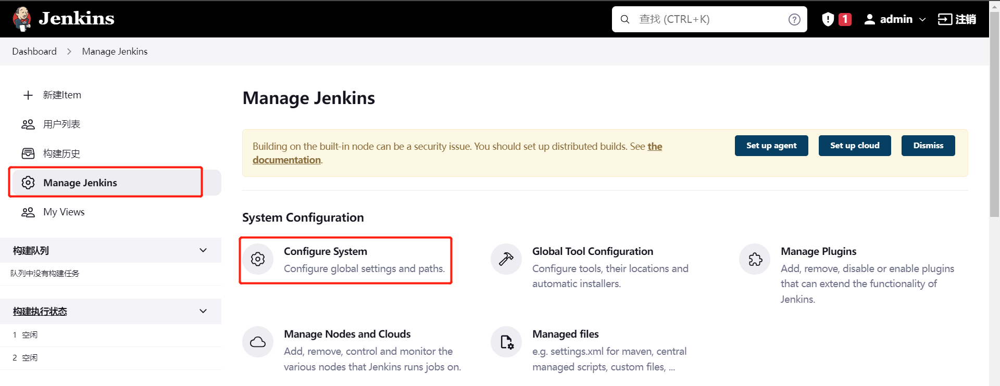 Jenkins
查找 (CTRL+K)
1
admin
注销
Dashboard
Manage Jenkins
新建Item
用户列表
构建历史
Manage Jenkins
My Views
构建队列
队列中没有构建任务
构建执行状态
1 空闲
2 空闲
Manage Jenkins
Building on the built-in node can be a security issue. You should set up distributed builds. See the
documentation.
Set up agent
Set up cloud
Dismiss
System Configuration
Configure System
Configure global settings and paths.
Global Tool Configuration
Configure tools, their locations and
automatic installers.
Manage Plugins
Add, remove, disable or enable plugins
that can extend the functionality of
Jenkins.
Manage Nodes and Clouds
Add, remove, control and monitor the
various nodes that Jenkins runs jobs on.
Managed files
e.g. settings.xml for maven, central
managed scripts, custom files, ...